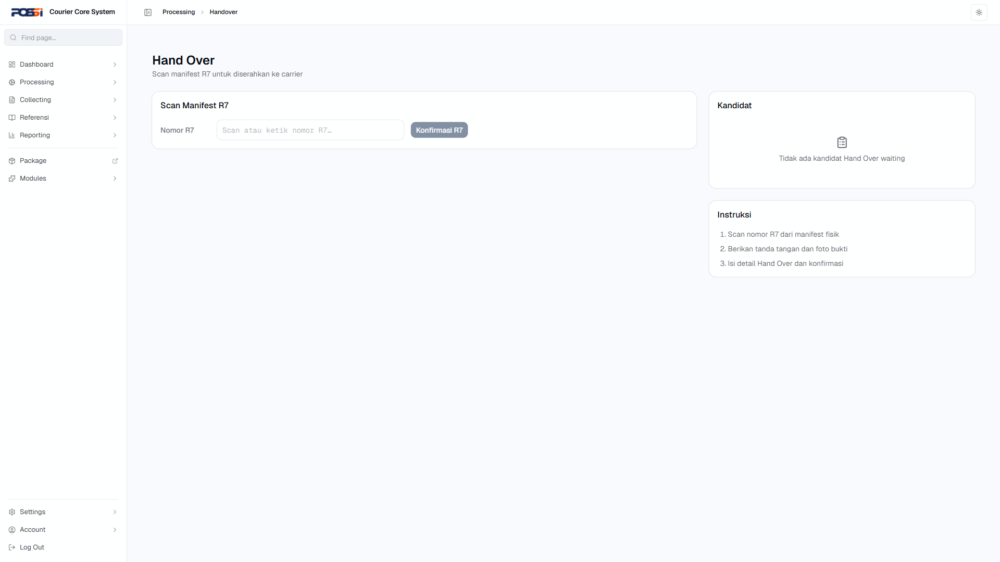 POSSi Courier Core System
Processing > Handover
Find page...
Dashboard
Processing
Collecting
Referensi
Reporting
Package
Modules
Hand Over
Scan manifest R7 untuk diserahkan ke carrier
Scan Manifest R7
Nomor R7
Scan atau ketik nomor R7…
Konfirmasi R7
Kandidat
Tidak ada kandidat Hand Over waiting
Instruksi
1. Scan nomor R7 dari manifest fisik
2. Berikan tanda tangan dan foto bukti
3. Isi detail Hand Over dan konfirmasi
Settings
Account
Log Out